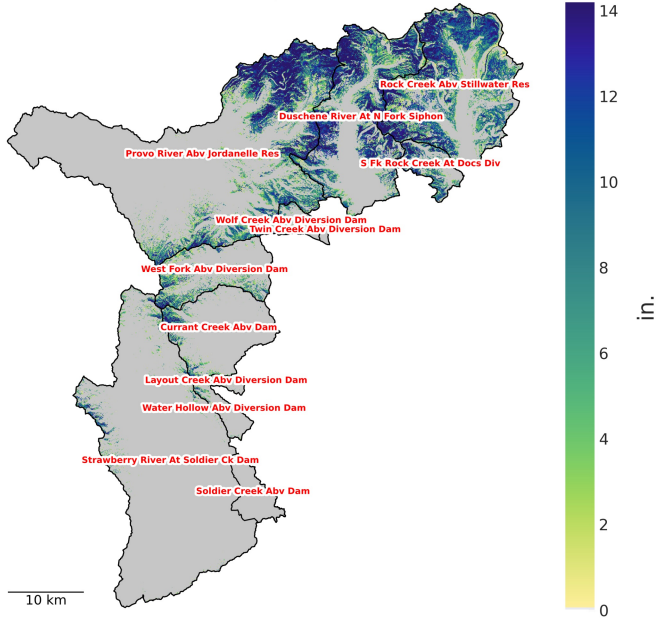 14
Rock Creek Abv Stillwater Res
12
Duschene River At N Fork Siphon
Provo River Abv Jordanelle Res
S Fk Rock Creek At Docs Div
10
Wolf Creek Abv Diversion Dam
Twin Creek Abv Diversion Dam
West Fork Abv Diversion Dam
8
in.
Currant Creek Abv Dam
6
Layout Creek Abv Diversion Dam
Water Hollow Abv Diversion Dam
4
Strawberry River At Soldier Ck Dam
Soldier Creek Abv Dam
2
10 km
0